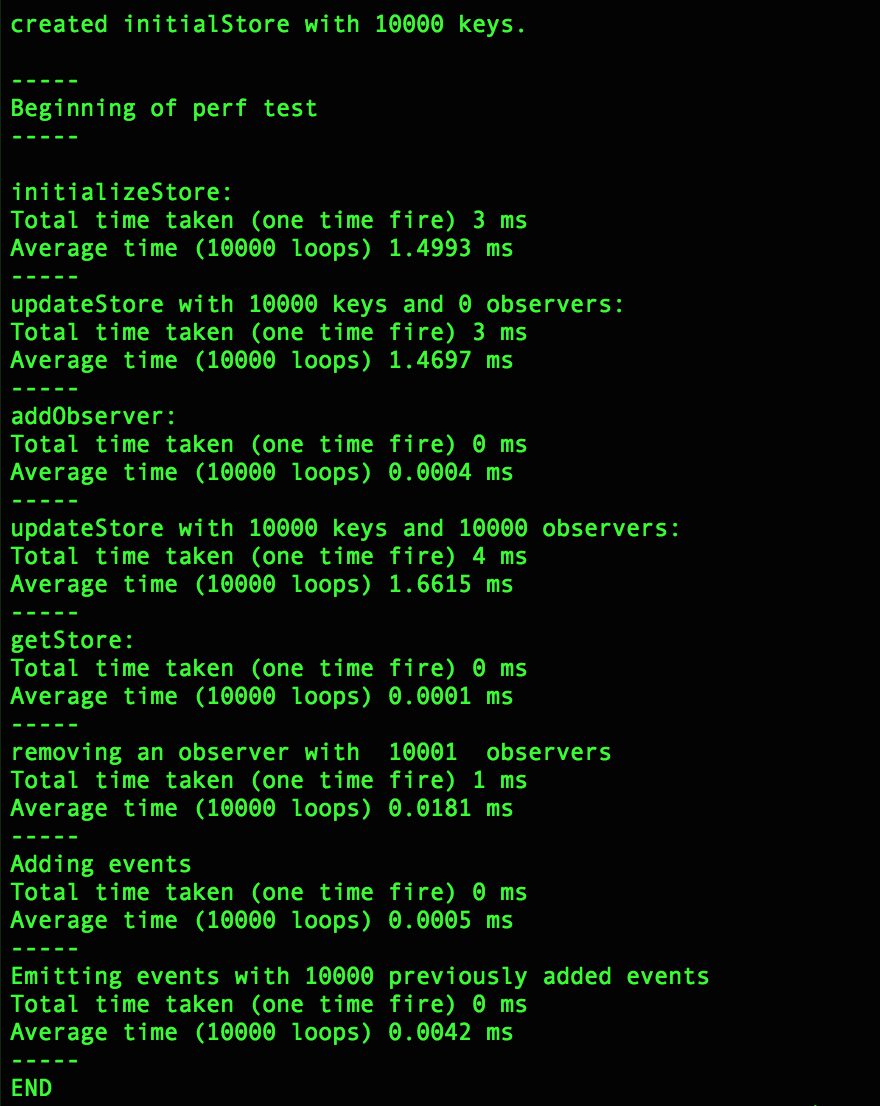 created initialStore with 10000 keys.
-----
Beginning of perf test
-----
initializeStore:
Total time taken (one time fire) 3 ms
Average time (10000 loops) 1.4993 ms
-----
updateStore with 10000 keys and 0 observers:
Total time taken (one time fire) 3 ms
Average time (10000 loops) 1.4697 ms
-----
addObserver:
Total time taken (one time fire) 0 ms
Average time (10000 loops) 0.0004 ms
-----
updateStore with 10000 keys and 10000 observers:
Total time taken (one time fire) 4 ms
Average time (10000 loops) 1.6615 ms
-----
getStore:
Total time taken (one time fire) 0 ms
Average time (10000 loops) 0.0001 ms
-----
removing an observer with  10001  observers
Total time taken (one time fire) 1 ms
Average time (10000 loops) 0.0181 ms
-----
Adding events
Total time taken (one time fire) 0 ms
Average time (10000 loops) 0.0005 ms
-----
Emitting events with 10000 previously added events
Total time taken (one time fire) 0 ms
Average time (10000 loops) 0.0042 ms
-----
END